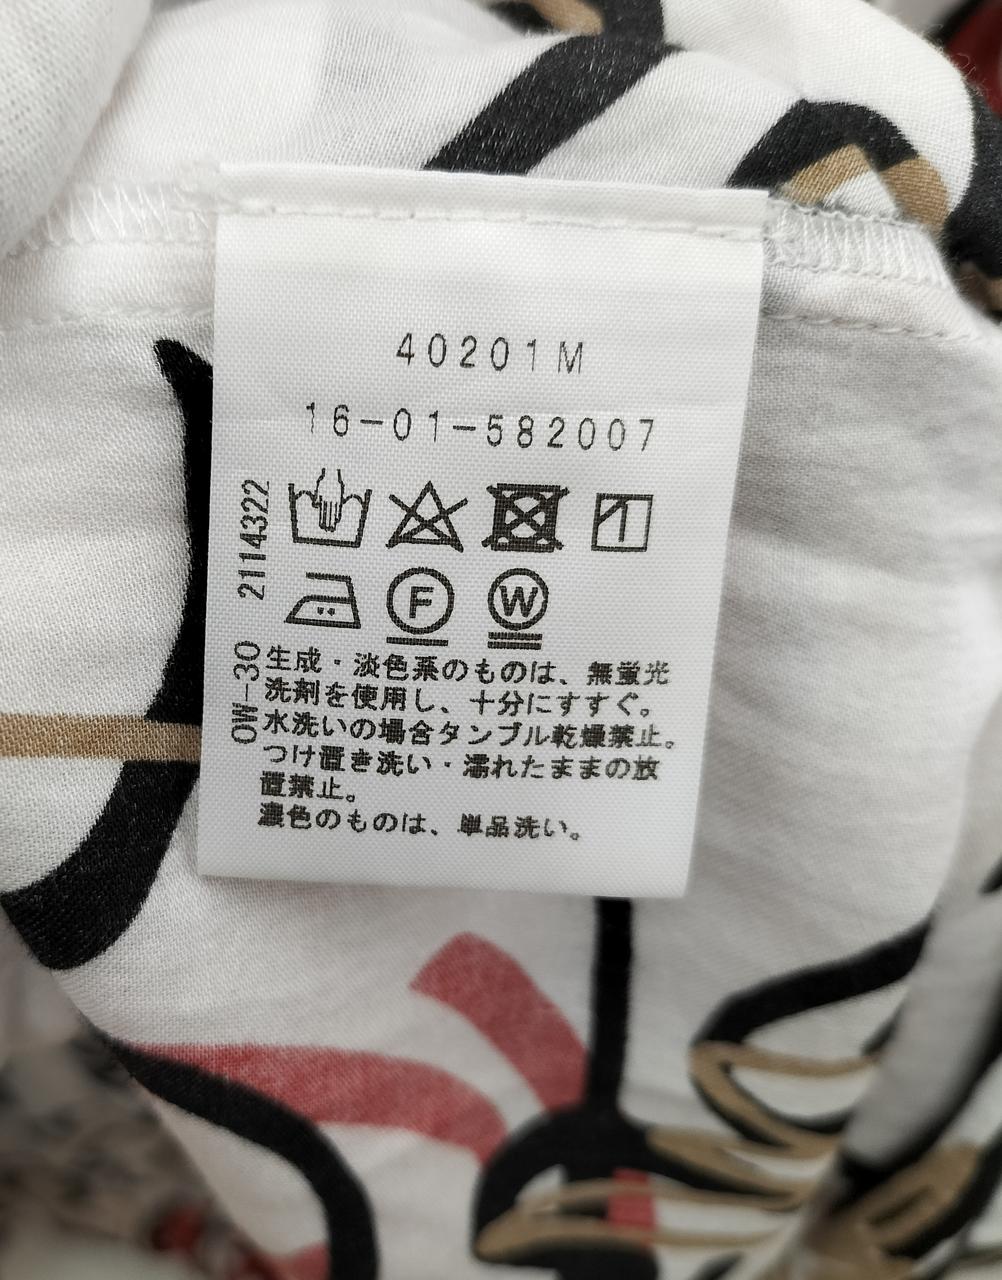 40201M
16-01-582007
2114322
OW-30
F
W
生成・淡色系のものは、無蛍光
洗剤を使用し、十分にすすぐ。
水洗いの場合タンブル乾燥禁止。
つけ置き洗い・濡れたままの放
置禁止。
濃色のものは、単品洗い。